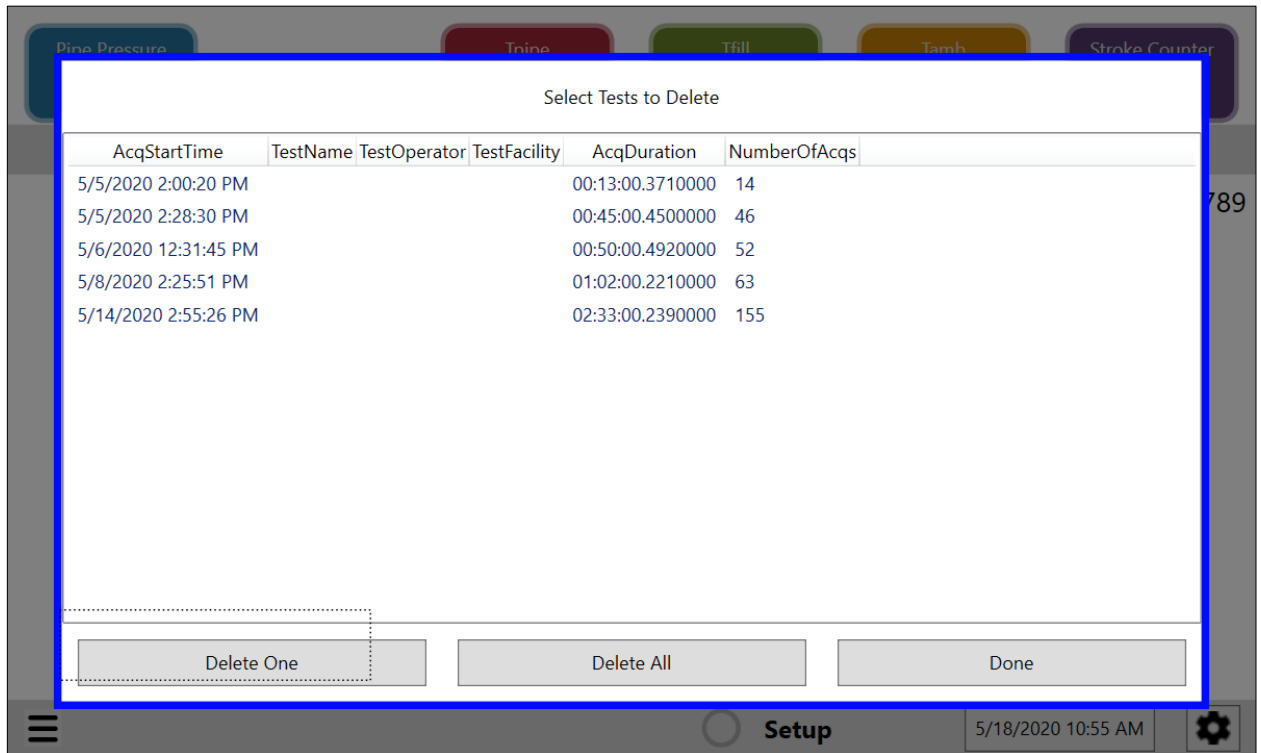 Pipe Pressure Tpipe Tfill Tamb Stroke Counter
Select Tests to Delete
AcqStartTime TestName TestOperator TestFacility AcqDuration NumberOfAcqs
5/5/2020 2:00:20 PM 00:13:00.3710000 14
5/5/2020 2:28:30 PM 00:45:00.4500000 46
789
5/6/2020 12:31:45 PM 00:50:00.4920000 52
5/8/2020 2:25:51 PM 01:02:00.2210000 63
5/14/2020 2:55:26 PM 02:33:00.2390000 155
Delete One Delete All Done
Setup 5/18/2020 10:55 AM